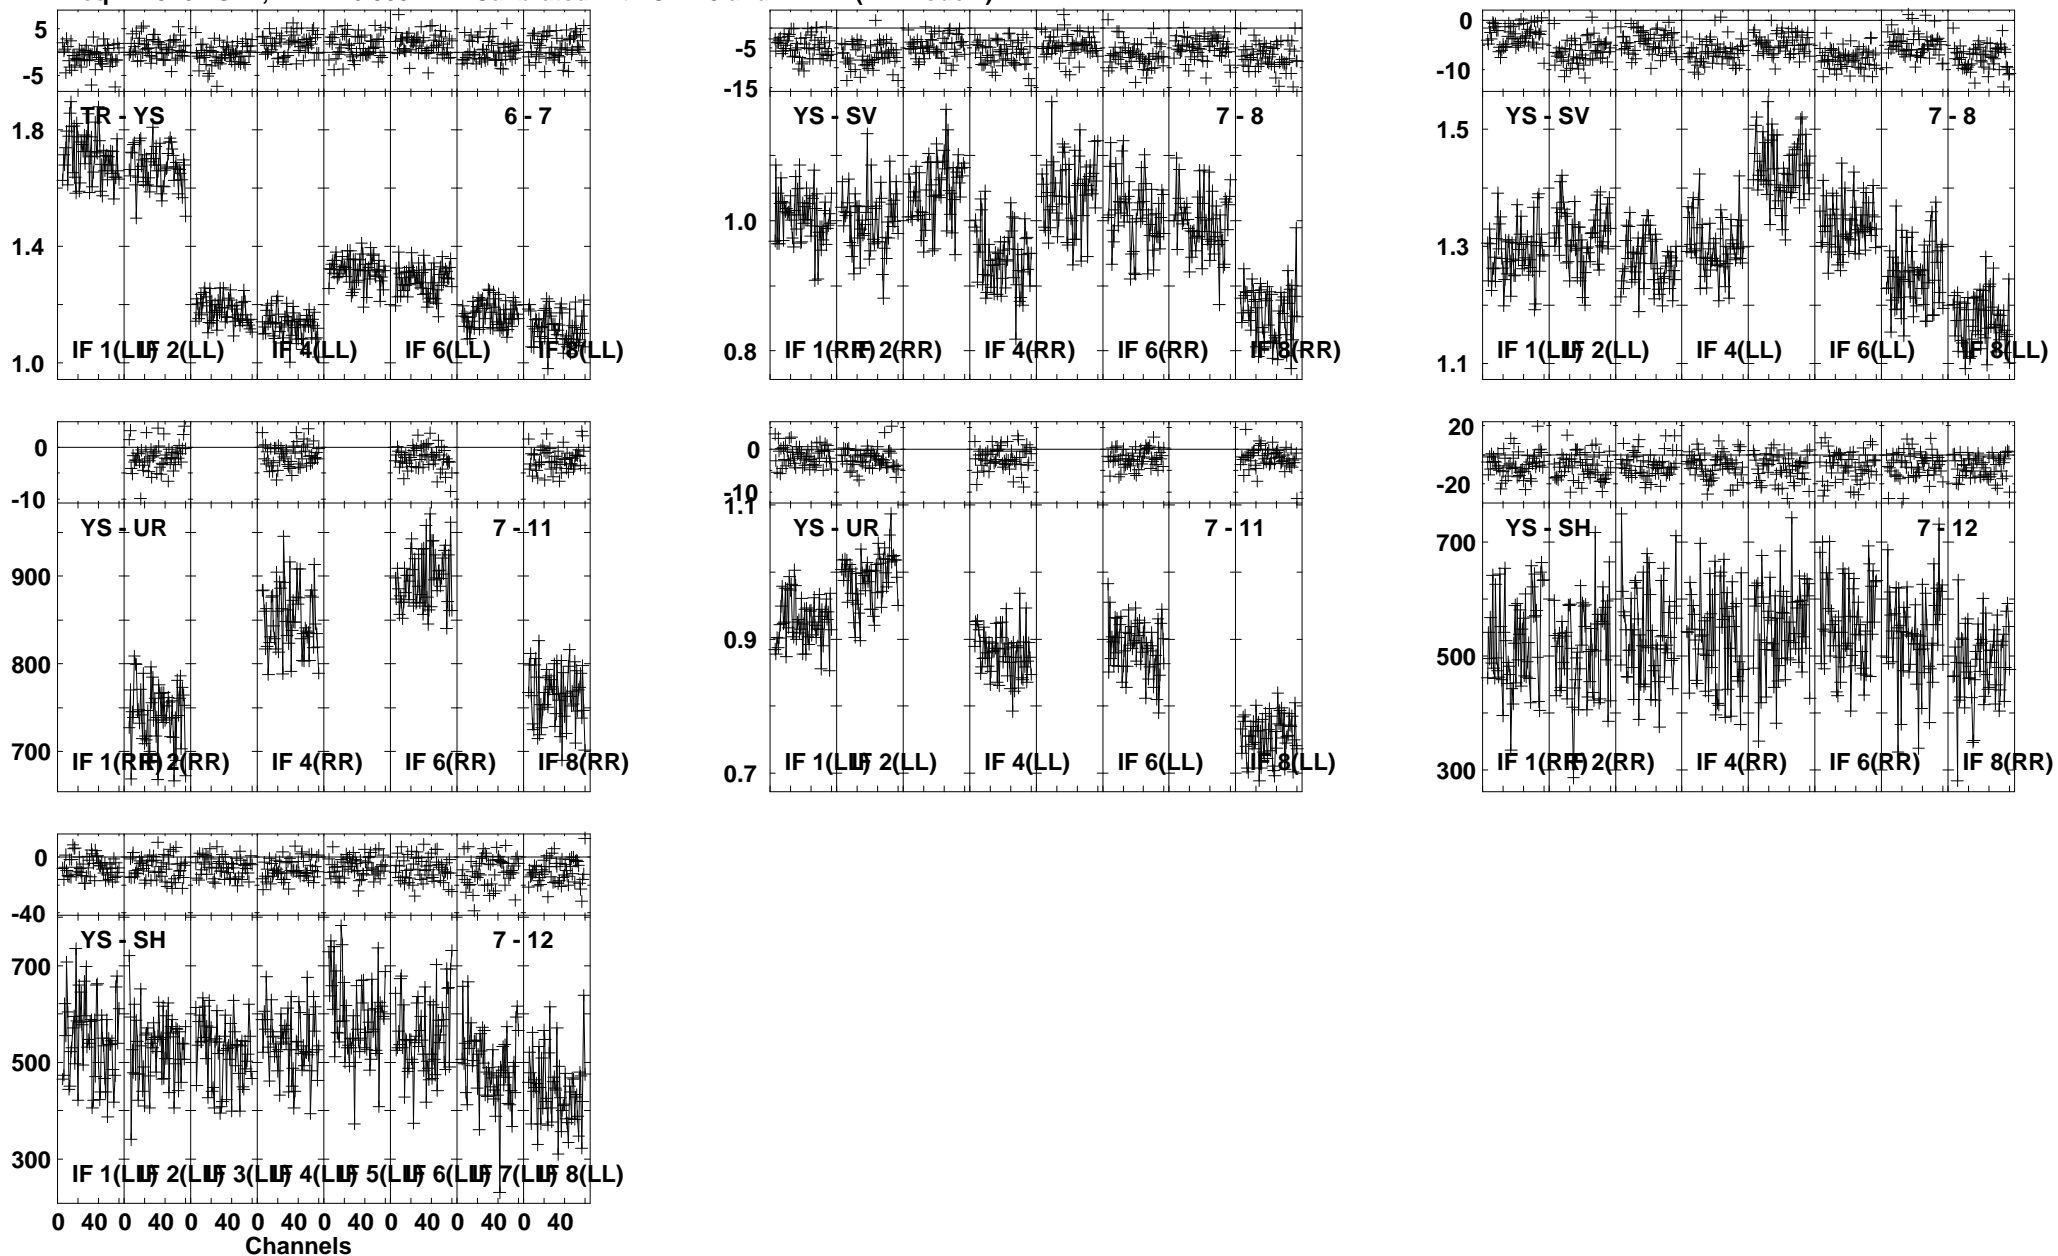 5
-5
TR - YS
6 - 7
1.8
1.4
1.0
IF 1(LL)
IF 2(LL)
IF 4(LL)
IF 6(LL)
IF 8(LL)
-5
-15
YS - SV
7 - 8
1.0
0.8
IF 1(RR)
IF 2(RR)
IF 4(RR)
IF 6(RR)
IF 8(RR)
0
-10
YS - SV
7 - 8
1.5
1.3
1.1
IF 1(LL)
IF 2(LL)
IF 4(LL)
IF 6(LL)
IF 8(LL)
0
-10
YS - UR
7 - 11
900
800
700
IF 1(RR)
IF 2(RR)
IF 4(RR)
IF 6(RR)
IF 8(RR)
0
-10
1.1
YS - UR
7 - 11
0.9
0.7
IF 1(LL)
IF 2(LL)
IF 4(LL)
IF 6(LL)
IF 8(LL)
20
-20
YS - SH
7 - 12
700
500
300
IF 1(RR)
IF 2(RR)
IF 4(RR)
IF 6(RR)
IF 8(RR)
0
-40
YS - SH
7 - 12
700
500
300
IF 1(LL)
IF 2(LL)
IF 3(LL)
IF 4(LL)
IF 5(LL)
IF 6(LL)
IF 7(LL)
IF 8(LL)
0 40 0 40 0 40 0 40 0 40 0 40 0 40 0 40
Channels